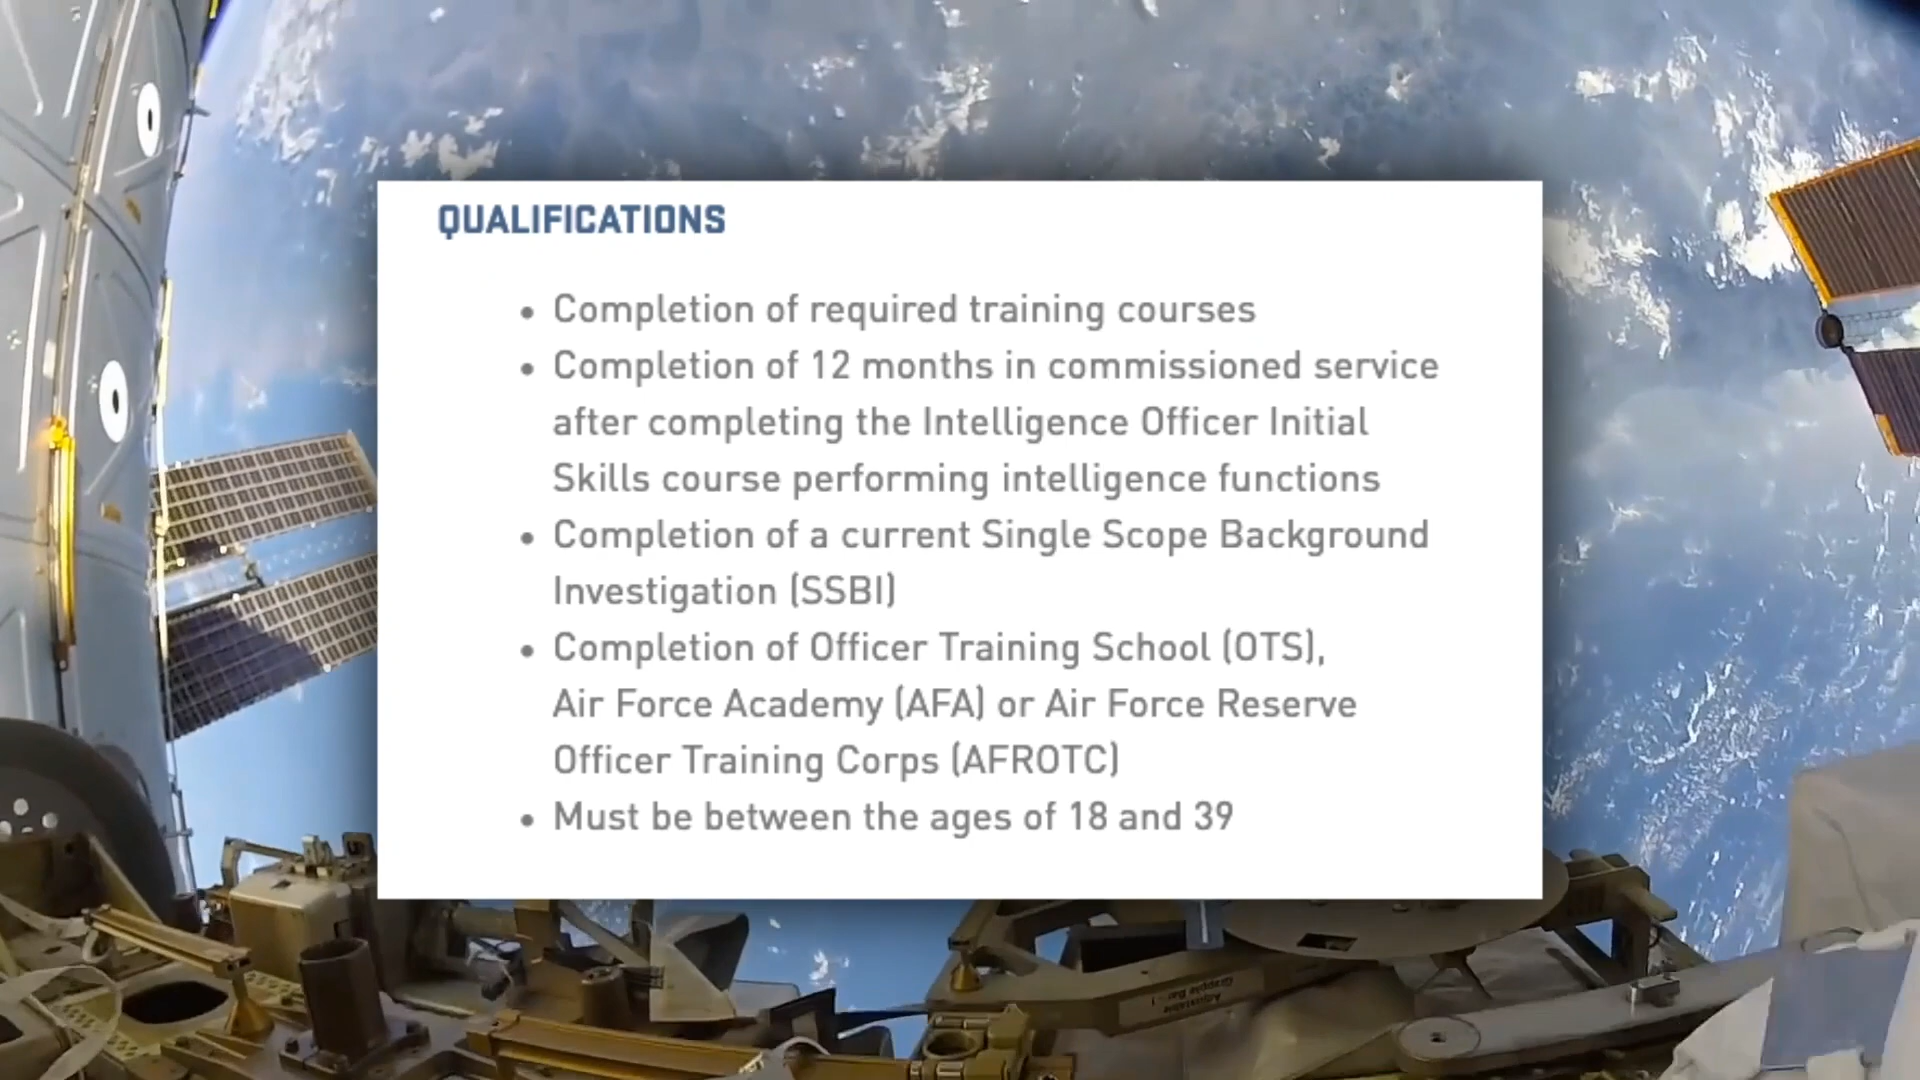 QUALIFICATIONS
• Completion of required training courses
• Completion of 12 months in commissioned service
after completing the Intelligence Officer Initial
Skills course performing intelligence functions
• Completion of a current Single Scope Background
Investigation (SSBI)
• Completion of Officer Training School (OTS),
Air Force Academy (AFA) or Air Force Reserve
Officer Training Corps (AFROTC)
• Must be between the ages of 18 and 39
Adjustable
Grapple Bar